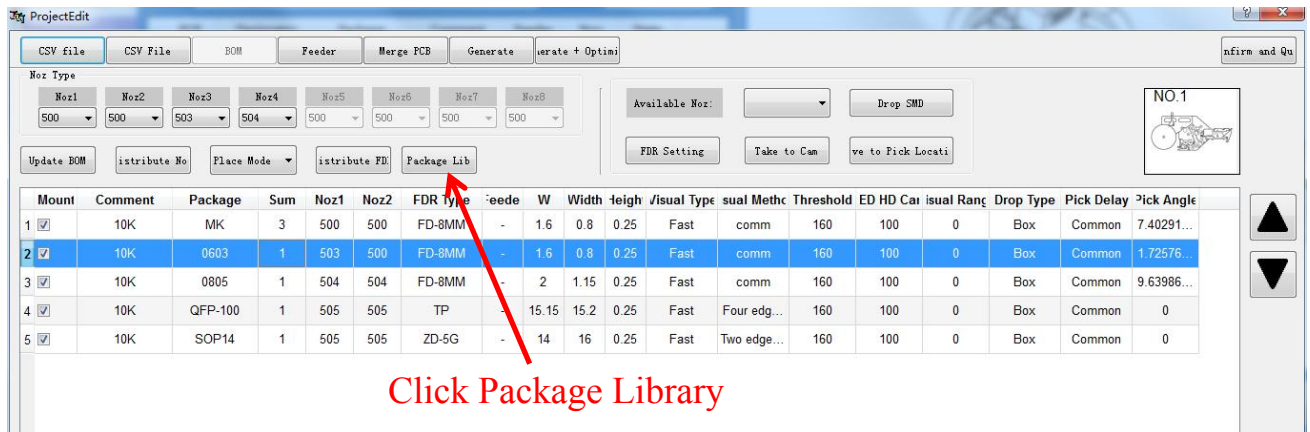 ProjectEdit
CSV file CSV File BOM Feeder Merge PCB Generate erate + Optimi nfirm and Qu
Noz Type
Noz1 Noz2 Noz3 Noz4 Noz5 Noz6 Noz7 Noz8
500 500 503 504 500 500 500 500
Available Noz: Drop SMD
NO.1
Update BOM istribute No Place Mode istribute FD Package Lib
FDR Setting Take to Cam ve to Pick Locati
Mount Comment Package Sum Noz1 Noz2 FDR Type Feede W Width Heigh Visual Type sual Metho Threshold ED HD Car isual Rang Drop Type Pick Delay Pick Angle
1 10K MK 3 500 500 FD-8MM - 1.6 0.8 0.25 Fast comm 160 100 0 Box Common 7.40291...
2 10K 0603 1 503 500 FD-8MM - 1.6 0.8 0.25 Fast comm 160 100 0 Box Common 1.72576...
3 10K 0805 1 504 504 FD-8MM - 2 1.15 0.25 Fast comm 160 100 0 Box Common 9.63986...
4 10K QFP-100 1 505 505 TP - 15.15 15.2 0.25 Fast Four edg... 160 100 0 Box Common 0
5 10K SOP14 1 505 505 ZD-5G - 14 16 0.25 Fast Two edge... 160 100 0 Box Common 0
Click Package Library